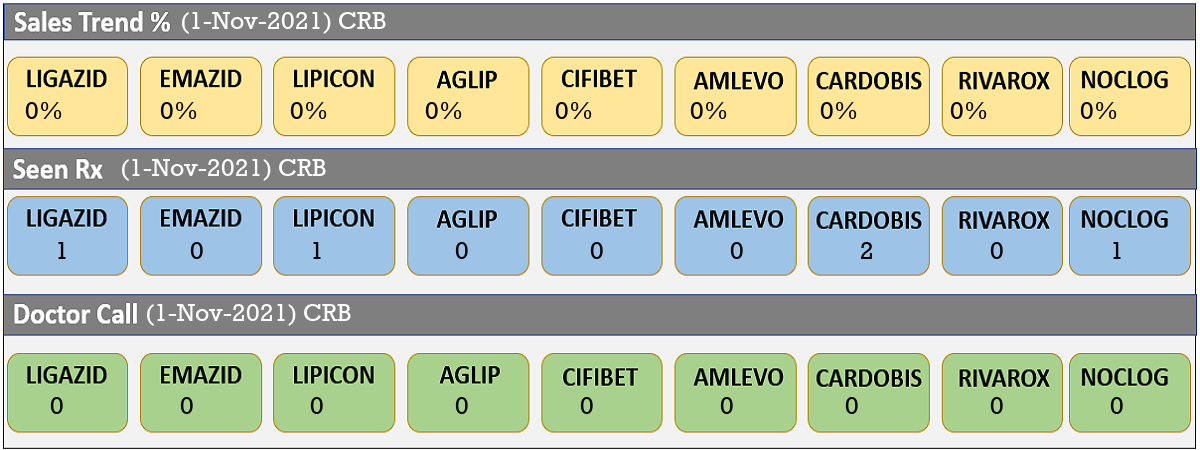 Sales Trend % (1-Nov-2021) CRB
LIGAZID EMAZID LIPICON AGLIP CIFIBET AMLEVO CARDOBIS RIVAROX NOCLOG
0% 0% 0% 0% 0% 0% 0% 0% 0%
Seen Rx (1-Nov-2021) CRB
LIGAZID EMAZID LIPICON AGLIP CIFIBET AMLEVO CARDOBIS RIVAROX NOCLOG
1 0 1 0 0 0 2 0 1
Doctor Call (1-Nov-2021) CRB
LIGAZID EMAZID LIPICON AGLIP CIFIBET AMLEVO CARDOBIS RIVAROX NOCLOG
0 0 0 0 0 0 0 0 0